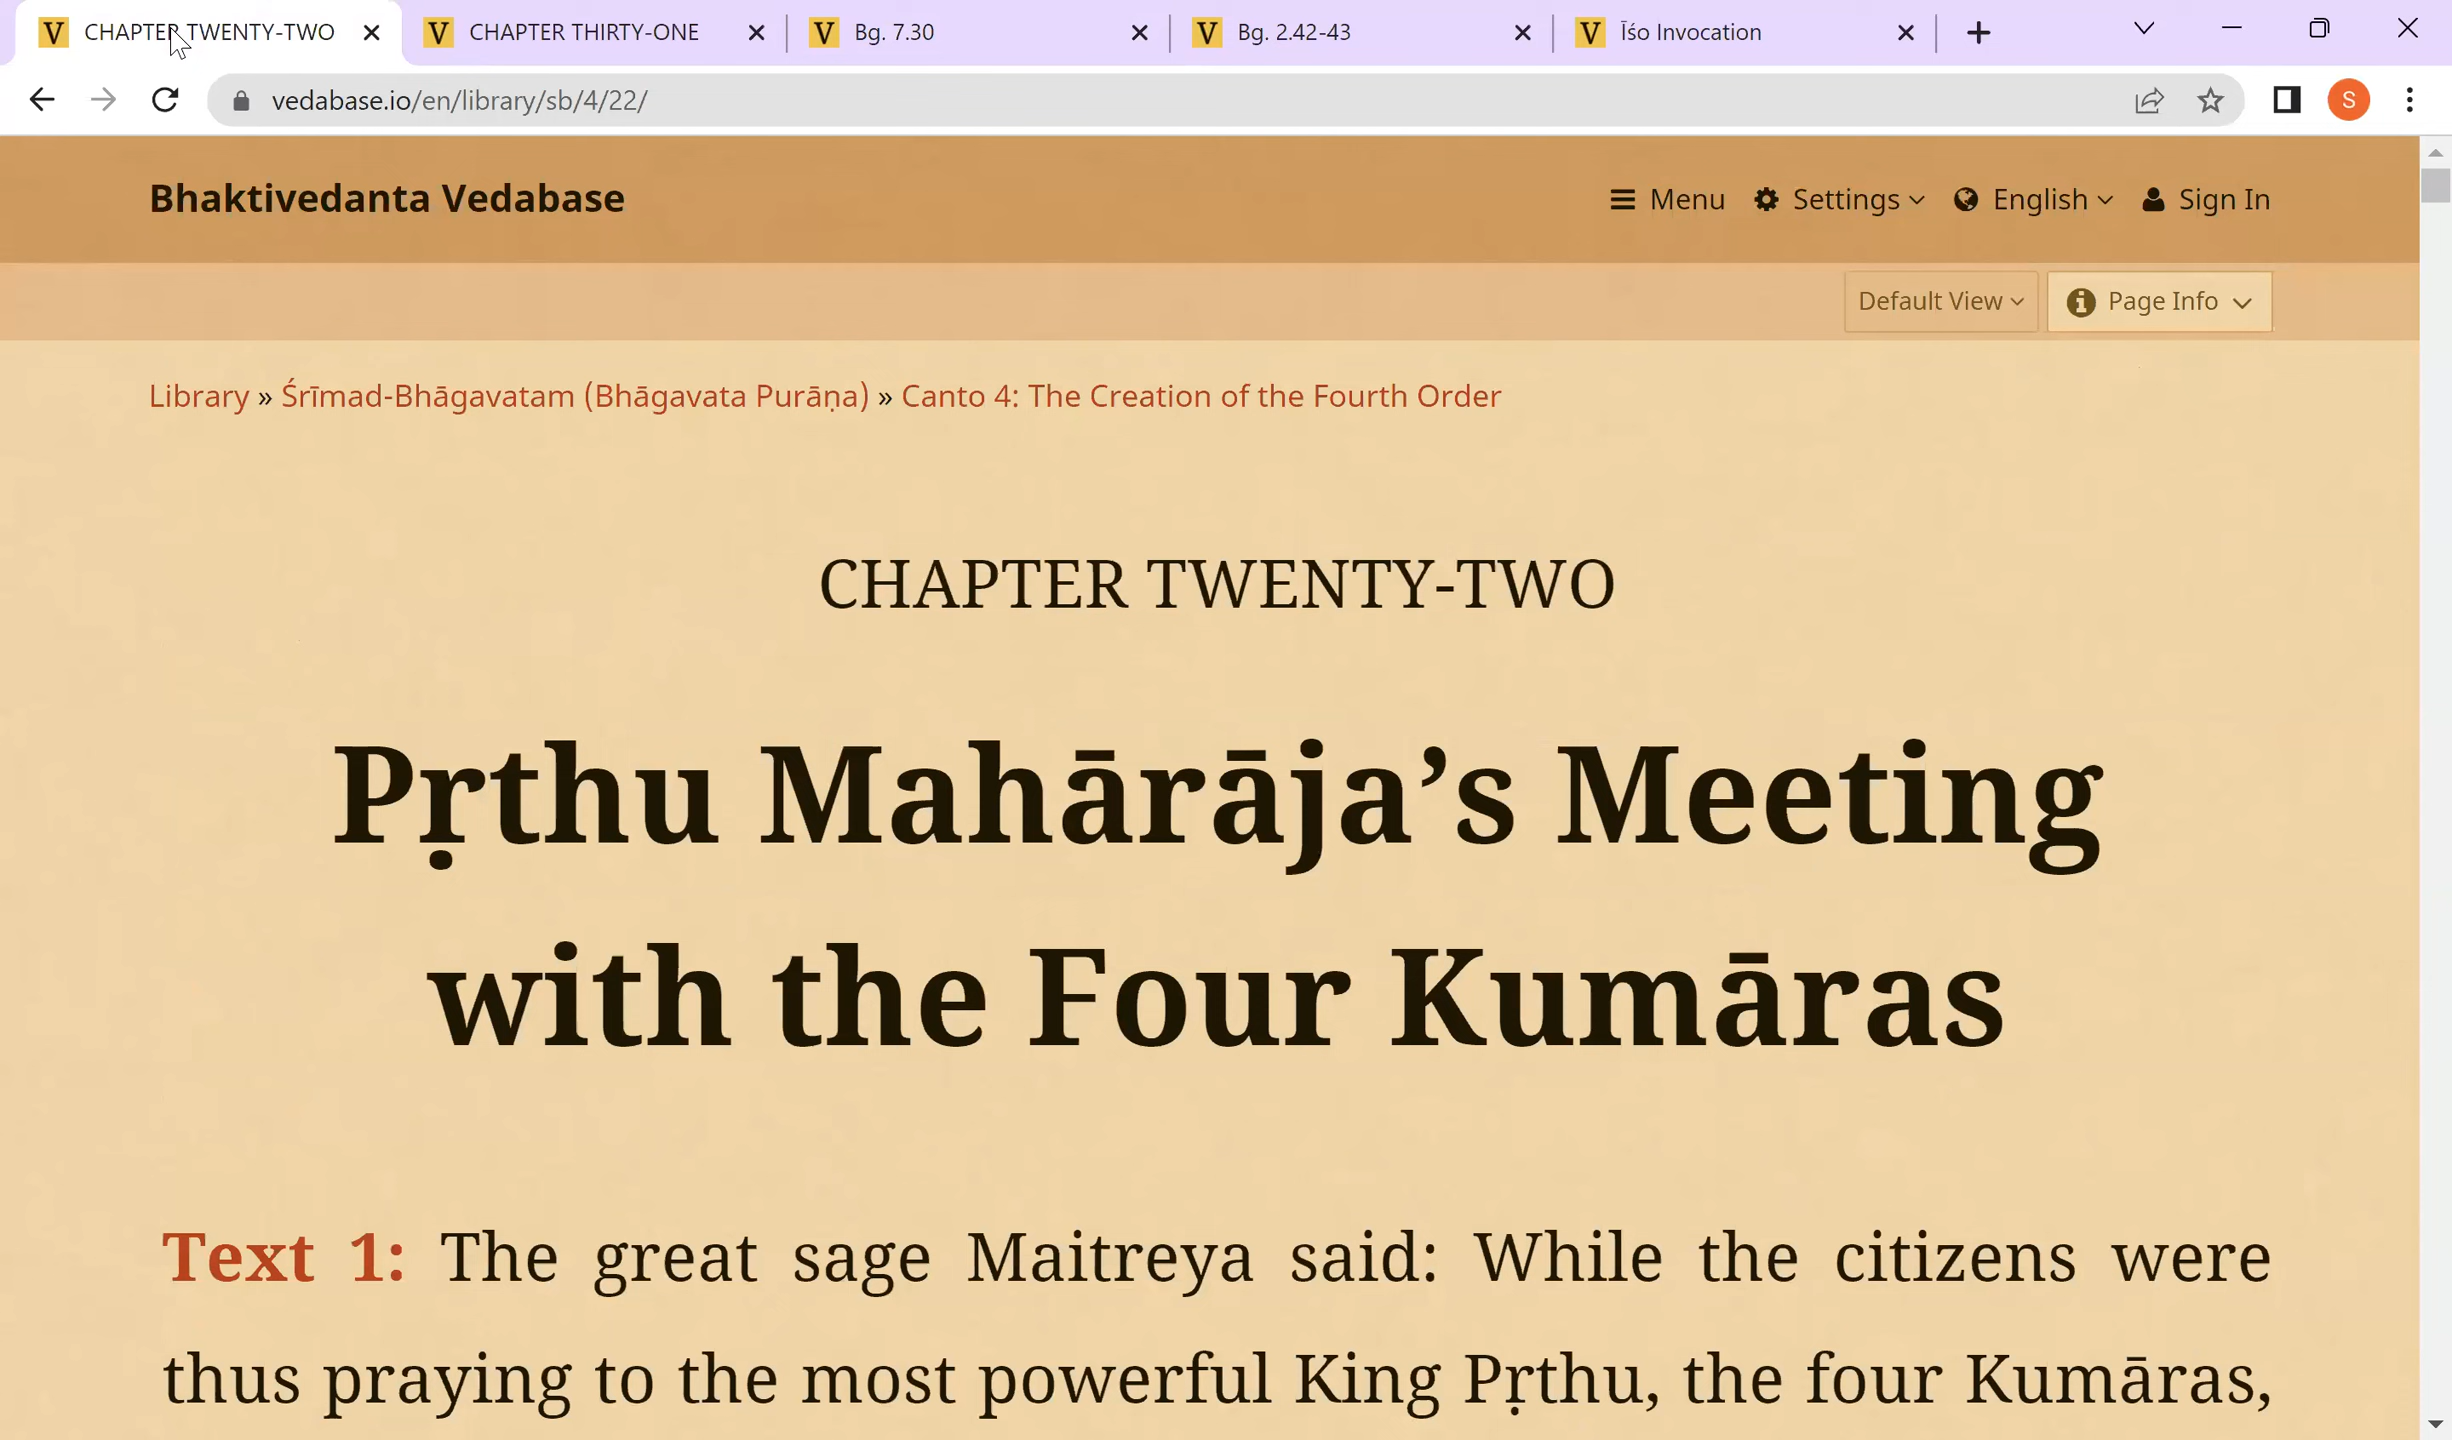 CHAPTER TWENTY-TWO
CHAPTER THIRTY-ONE
Bg. 7.30
Bg. 2.42-43
Īśo Invocation
vedabase.io/en/library/sb/4/22/
S
Bhaktivedanta Vedabase
Menu
Settings
English
Sign In
Default View
Page Info
Library » Śrīmad-Bhāgavatam (Bhāgavata Purāṇa) » Canto 4: The Creation of the Fourth Order
CHAPTER TWENTY-TWO
Pṛthu Mahārāja’s Meeting
with the Four Kumāras
Text 1: The great sage Maitreya said: While the citizens were
thus praying to the most powerful King Pṛthu, the four Kumāras,